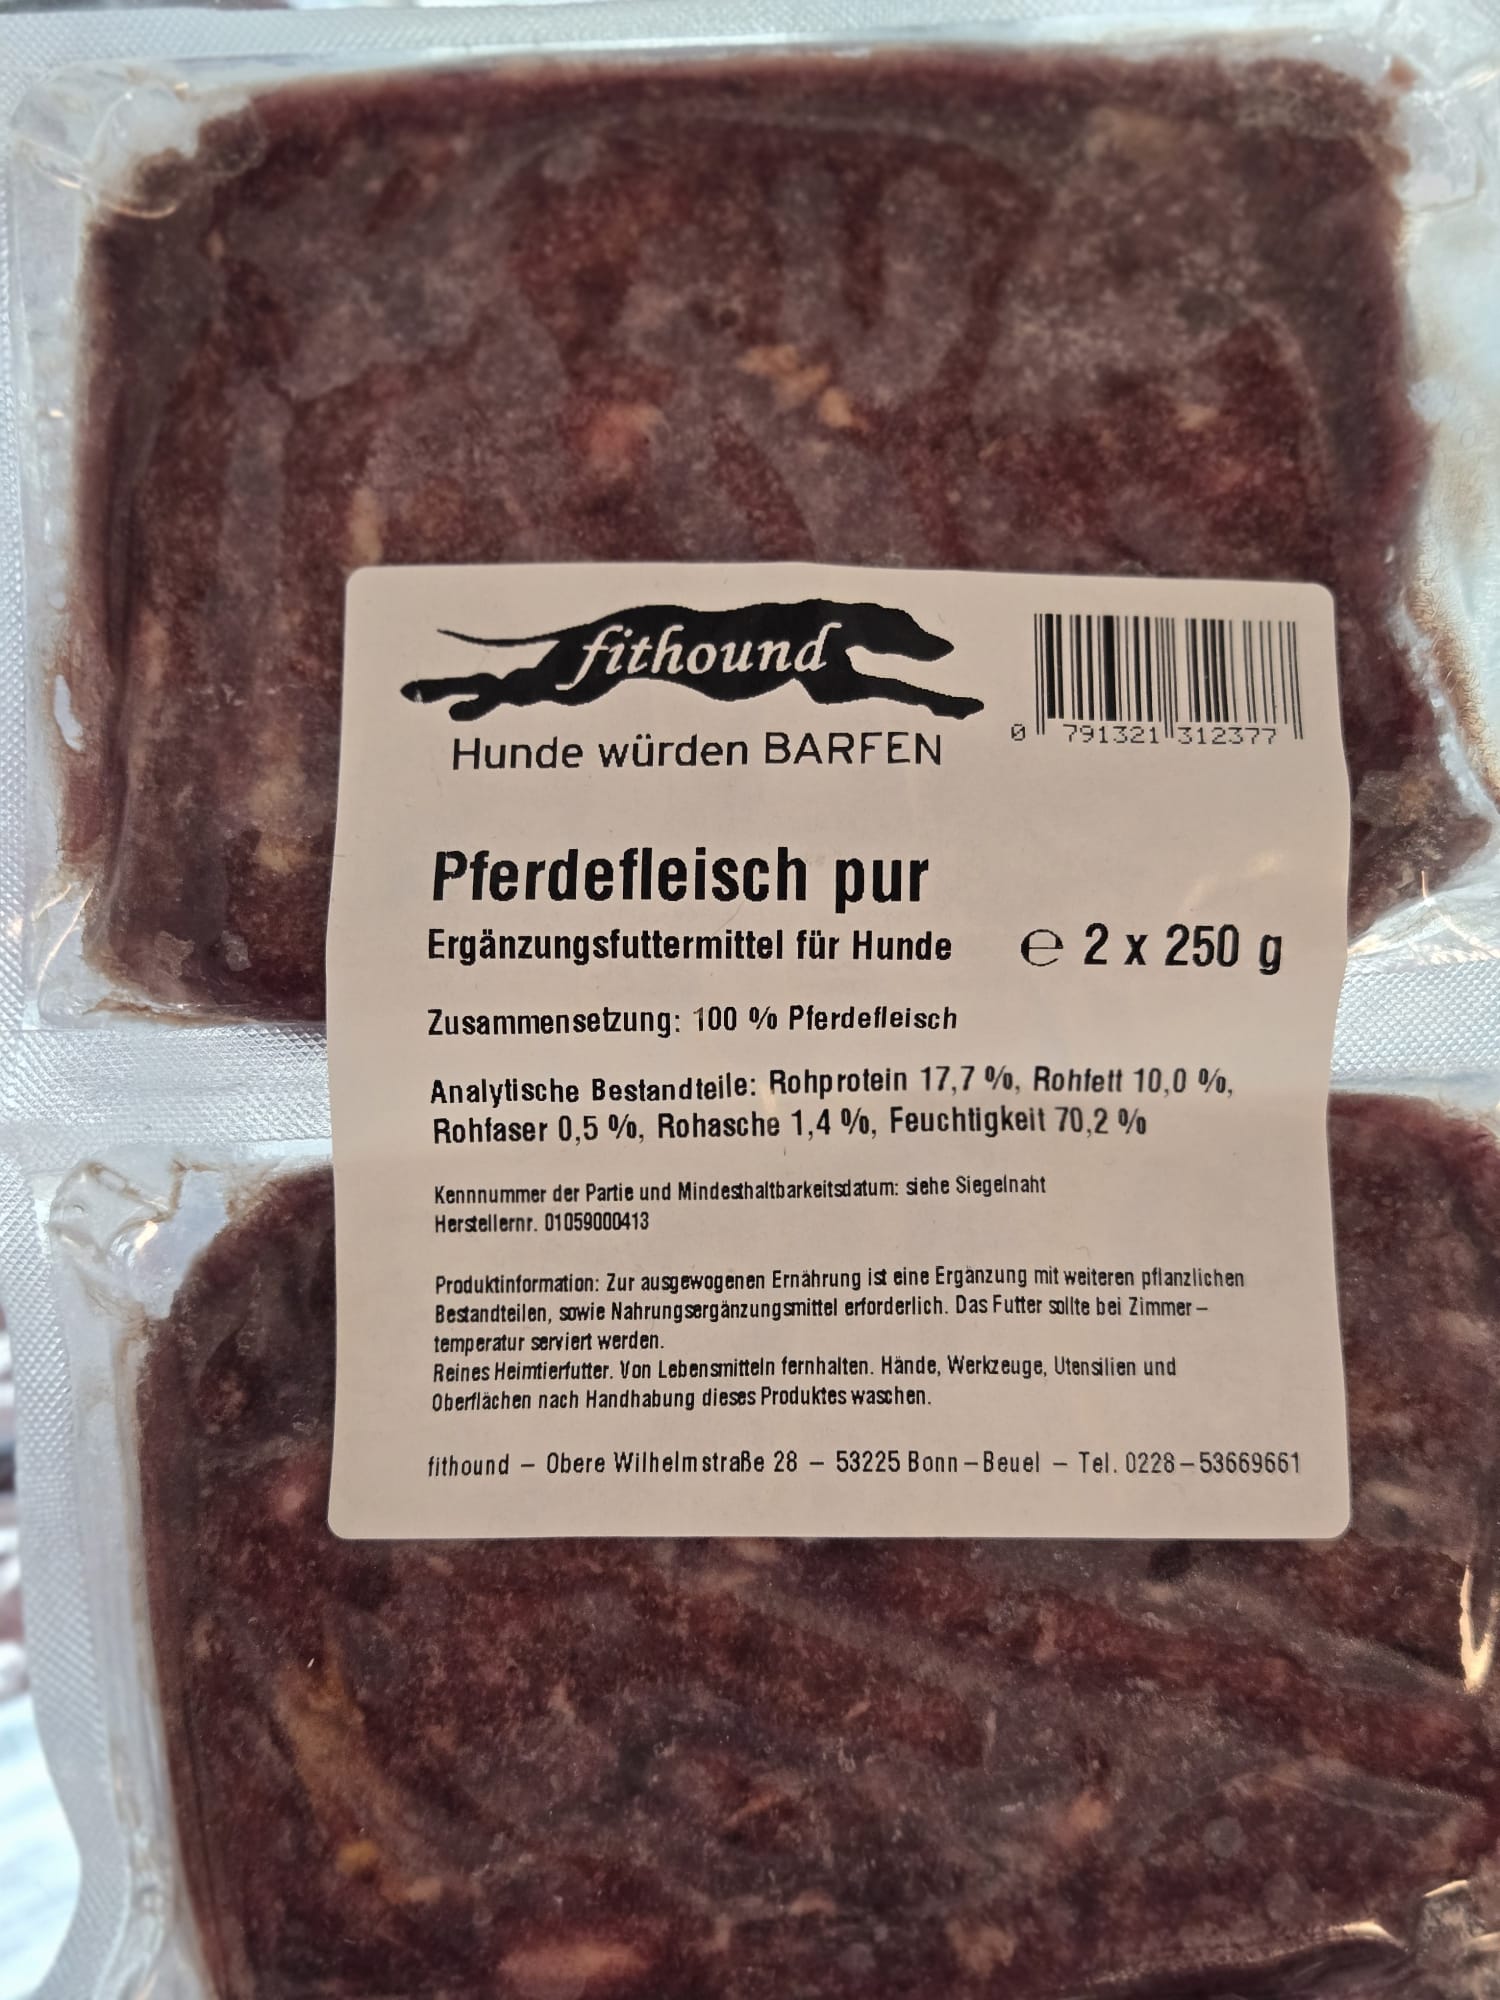 fithound
Hunde würden BARFEN
0 791321 312377
Pferdefleisch pur
Ergänzungsfuttermittel für Hunde ℮ 2 x 250 g
Zusammensetzung: 100 % Pferdefleisch
Analytische Bestandteile: Rohprotein 17,7 %, Rohfett 10,0 %,
Rohfaser 0,5 %, Rohasche 1,4 %, Feuchtigkeit 70,2 %
Kennnummer der Partie und Mindesthaltbarkeitsdatum: siehe Siegelnaht
Herstellernr. 01059000413
Produktinformation: Zur ausgewogenen Ernährung ist eine Ergänzung mit weiteren pflanzlichen
Bestandteilen, sowie Nahrungsergänzungsmittel erforderlich. Das Futter sollte bei Zimmer–
temperatur serviert werden.
Reines Heimtierfutter. Von Lebensmitteln fernhalten. Hände, Werkzeuge, Utensilien und
Oberflächen nach Handhabung dieses Produktes waschen.
fithound – Obere Wilhelmstraße 28 – 53225 Bonn–Beuel – Tel. 0228–53669661